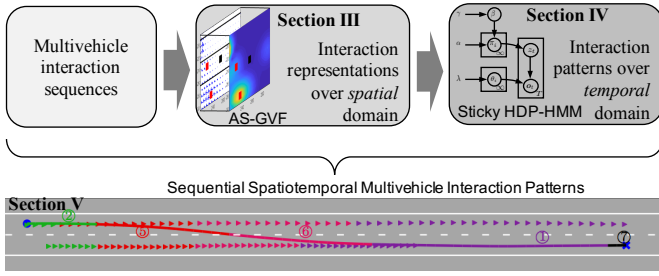 Multivehicle
interaction
sequences
Section III
Interaction
representations
over spatial
domain
AS-GVF
Section IV
γ
β
α
λ
∞
∞
Interaction
patterns over
temporal
domain
Sticky HDP-HMM
Sequential Spatiotemporal Multivehicle Interaction Patterns
Section V
②
⑤
⑥
①
⑦